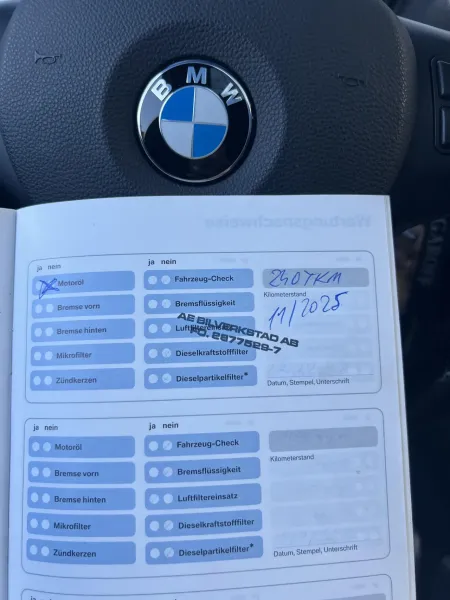 BMW
Wartungsnachweise
ja nein
ja nein
Motoröl
Fahrzeug-Check
240TKM
Kilometerstand
Bremse vorn
Bremsflüssigkeit
11/2025
Bremse hinten
Luftfiltereinsatz
A2 BILVERKSTAD AB
Mikrofilter
Dieselkraftstofffilter
Zündkerzen
Dieselpartikelfilter*
Datum, Stempel, Unterschrift
ja nein
ja nein
Motoröl
Fahrzeug-Check
Kilometerstand
Bremse vorn
Bremsflüssigkeit
Bremse hinten
Luftfiltereinsatz
Mikrofilter
Dieselkraftstofffilter
Zündkerzen
Dieselpartikelfilter*
Datum, Stempel, Unterschrift